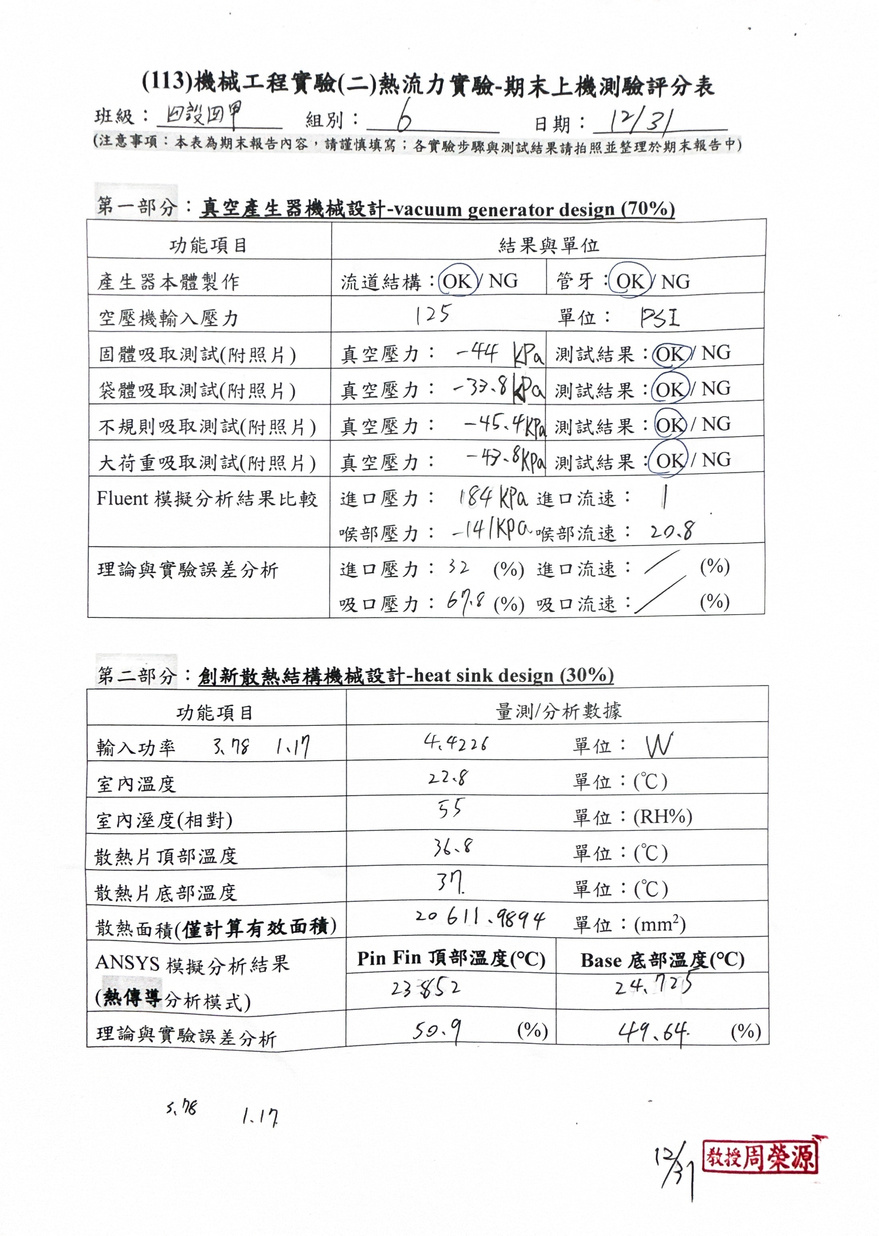 (113)機械工程實驗(二)熱流力實驗-期末上機測驗評分表
班級：四設四甲 組別：6 日期：12/31
(注意事項：本表為期末報告內容，請謹慎填寫；各實驗步驟與測試結果請拍照並整理於期末報告中)
第一部分：真空產生器機械設計-vacuum generator design (70%)
功能項目 結果與單位
產生器本體製作 流道結構：OK / NG 管牙：OK / NG
空壓機輸入壓力 125 單位： PSI
固體吸取測試(附照片) 真空壓力： -44 kPa 測試結果：OK / NG
袋體吸取測試(附照片) 真空壓力： -33.8 kPa 測試結果：OK / NG
不規則吸取測試(附照片) 真空壓力： -45.4 kPa 測試結果：OK / NG
大荷重吸取測試(附照片) 真空壓力： -43.8 kPa 測試結果：OK / NG
Fluent 模擬分析結果比較 進口壓力： 184 kPa 進口流速： 1
喉部壓力： -141 kPa 喉部流速： 20.8
理論與實驗誤差分析 進口壓力： 32 (%) 進口流速： / (%)
吸口壓力： 67.8 (%) 吸口流速： / (%)
第二部分：創新散熱結構機械設計-heat sink design (30%)
功能項目 量測/分析數據
輸入功率 3.78 1.17 4.4226 單位： W
室內溫度 22.8 單位：(℃)
室內溼度(相對) 55 單位：(RH%)
散熱片頂部溫度 36.8 單位：(℃)
散熱片底部溫度 37. 單位：(℃)
散熱面積(僅計算有效面積) 20611.9894 單位：(mm²)
ANSYS 模擬分析結果 Pin Fin 頂部溫度(℃) Base 底部溫度(℃)
(熱傳導分析模式) 23.852 24.725
理論與實驗誤差分析 50.9 (%) 49.64 (%)
3.78 1.17
12/31 教授周榮源